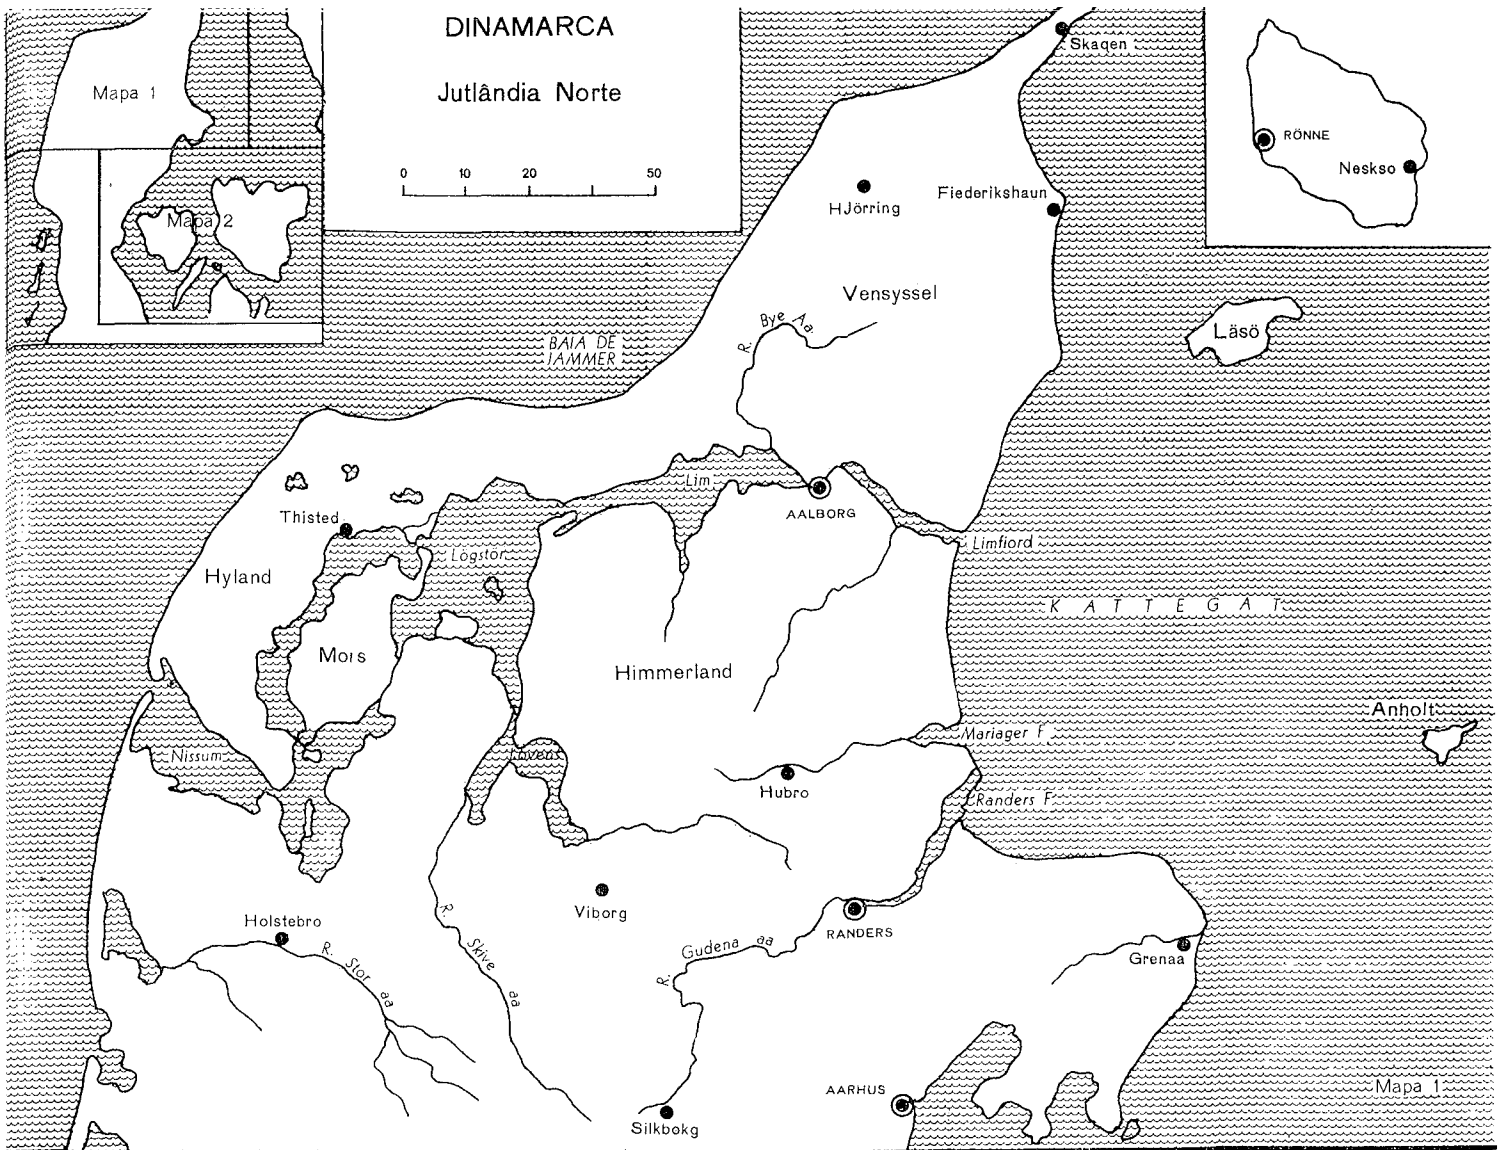 DINAMARCA
Jutlândia Norte
0 10 20 50
Mapa 1
Mapa 2
Skaqen
RÖNNE
Neskso
HJörring
Fiederikshaun
Vensyssel
R. Bye Aa
Läsö
BAIA DE
JAMMER
Lim
AALBORG
Thisted
Limfiord
Lögstör
Hyland
KATTEGAT
Mors
Himmerland
Anholt
Mariager F
Nissum
Lovens
Hubro
Randers F.
Viborg
Holstebro
R. Stor aa
R. Skive aa
R. Gudena aa
RANDERS
Grenaa
AARHUS
Mapa 1
Silkbokg